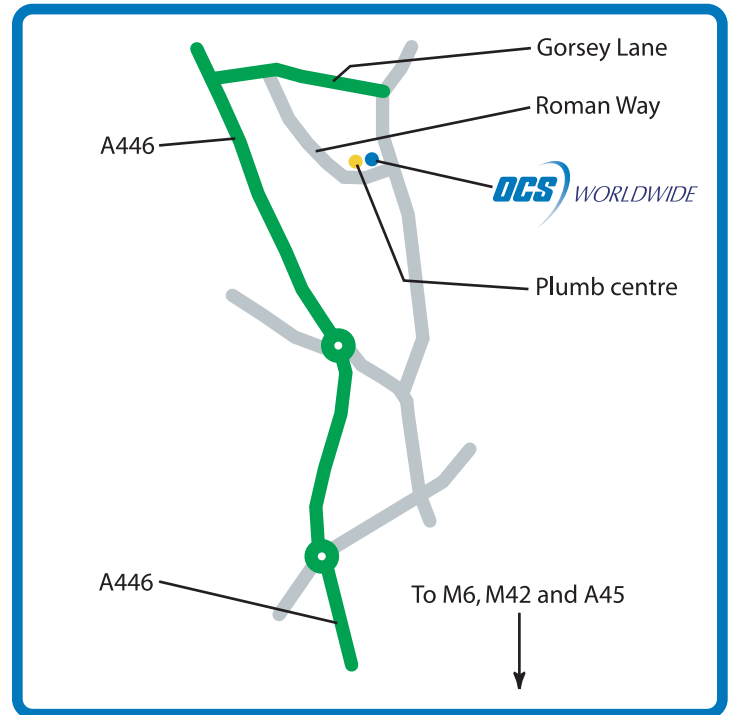 Gorsey Lane
Roman Way
A446
OCS WORLDWIDE
Plumb centre
A446
To M6, M42 and A45